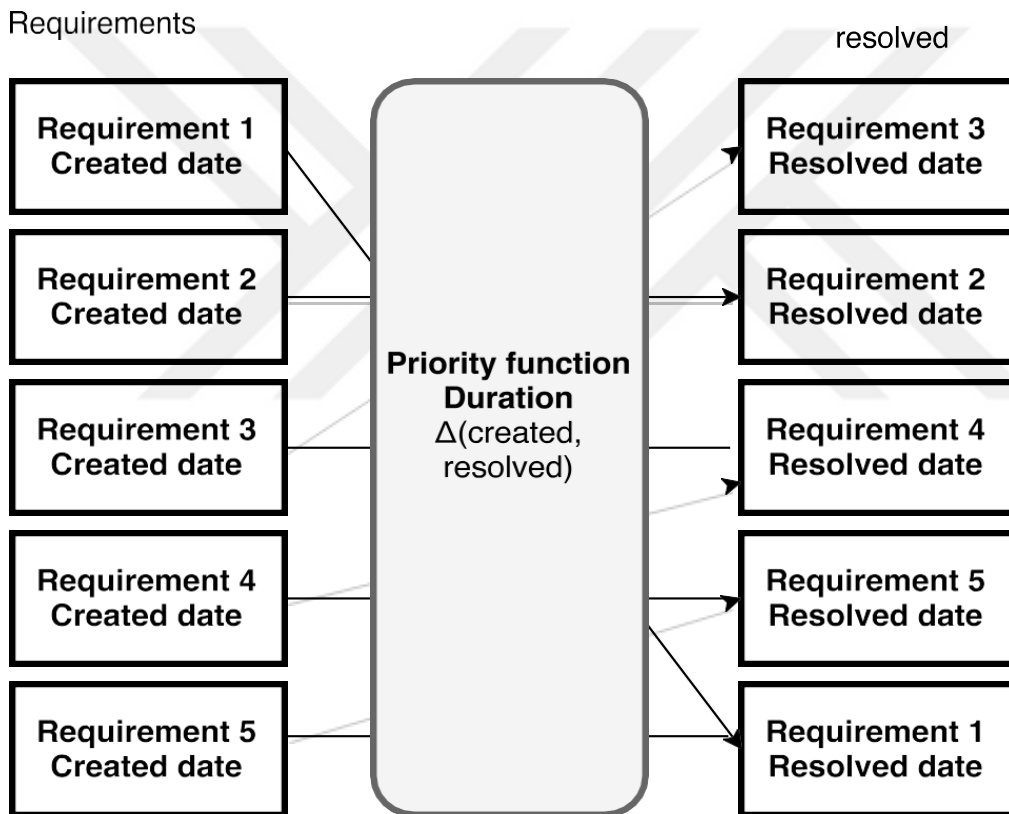 Requirements
resolved
Requirement 1
Created date
Requirement 2
Created date
Requirement 3
Created date
Requirement 4
Created date
Requirement 5
Created date
Priority function
Duration
Δ(created,
resolved)
Requirement 3
Resolved date
Requirement 2
Resolved date
Requirement 4
Resolved date
Requirement 5
Resolved date
Requirement 1
Resolved date